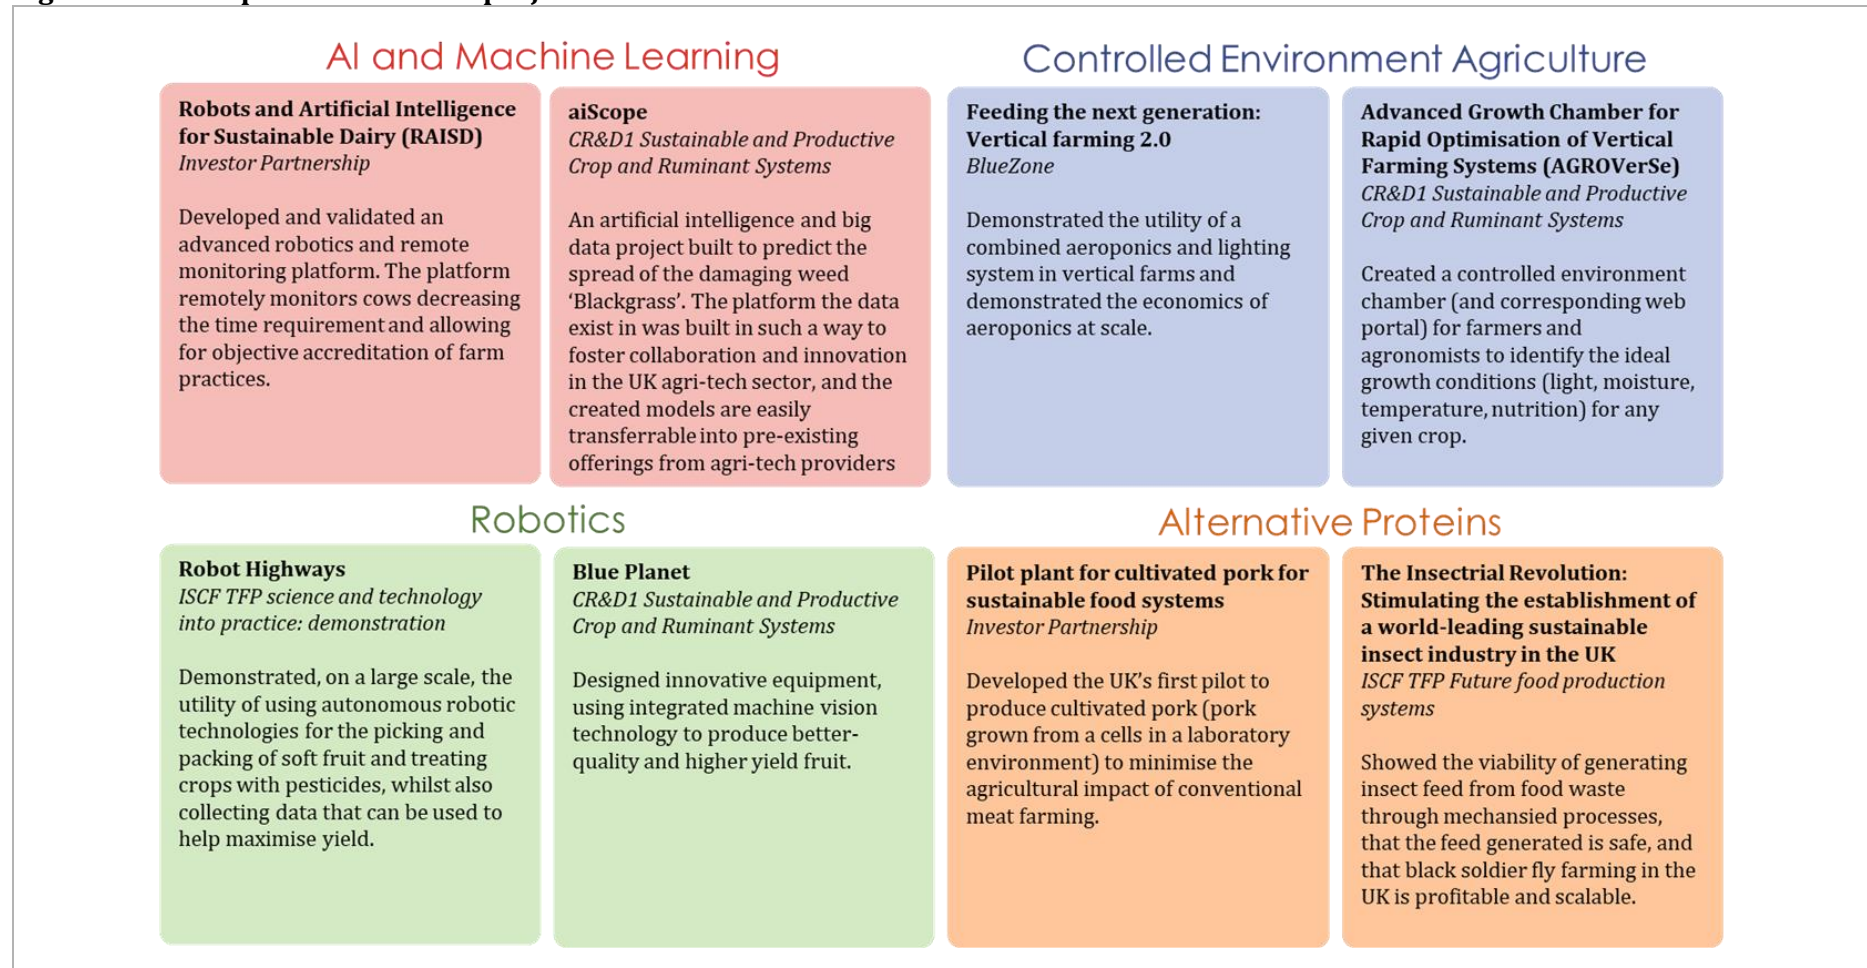 AI and Machine Learning
Robots and Artificial Intelligence
for Sustainable Dairy (RAISD)
Investor Partnership
Developed and validated an
advanced robotics and remote
monitoring platform. The platform
remotely monitors cows decreasing
the time requirement and allowing
for objective accreditation of farm
practices.
aiScope
CR&D1 Sustainable and Productive
Crop and Ruminant Systems
An artificial intelligence and big
data project built to predict the
spread of the damaging weed
‘Blackgrass’. The platform the data
exist in was built in such a way to
foster collaboration and innovation
in the UK agri-tech sector, and the
created models are easily
transferrable into pre-existing
offerings from agri-tech providers
Controlled Environment Agriculture
Feeding the next generation:
Vertical farming 2.0
BlueZone
Demonstrated the utility of a
combined aeroponics and lighting
system in vertical farms and
demonstrated the economics of
aeroponics at scale.
Advanced Growth Chamber for
Rapid Optimisation of Vertical
Farming Systems (AGROVerSe)
CR&D1 Sustainable and Productive
Crop and Ruminant Systems
Created a controlled environment
chamber (and corresponding web
portal) for farmers and
agronomists to identify the ideal
growth conditions (light, moisture,
temperature, nutrition) for any
given crop.
Robotics
Robot Highways
ISCF TFP science and technology
into practice: demonstration
Demonstrated, on a large scale, the
utility of using autonomous robotic
technologies for the picking and
packing of soft fruit and treating
crops with pesticides, whilst also
collecting data that can be used to
help maximise yield.
Blue Planet
CR&D1 Sustainable and Productive
Crop and Ruminant Systems
Designed innovative equipment,
using integrated machine vision
technology to produce better-
quality and higher yield fruit.
Alternative Proteins
Pilot plant for cultivated pork for
sustainable food systems
Investor Partnership
Developed the UK’s first pilot to
produce cultivated pork (pork
grown from a cells in a laboratory
environment) to minimise the
agricultural impact of conventional
meat farming.
The Insectrial Revolution:
Stimulating the establishment of
a world-leading sustainable
insect industry in the UK
ISCF TFP Future food production
systems
Showed the viability of generating
insect feed from food waste
through mechansied processes,
that the feed generated is safe, and
that black soldier fly farming in the
UK is profitable and scalable.